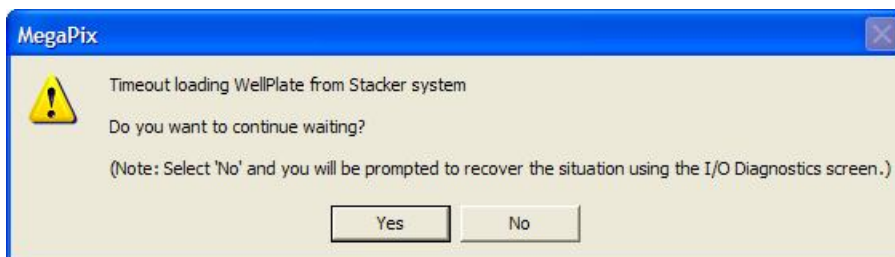 MegaPix
Timeout loading WellPlate from Stacker system
Do you want to continue waiting?
(Note: Select 'No' and you will be prompted to recover the situation using the I/O Diagnostics screen.)
Yes No